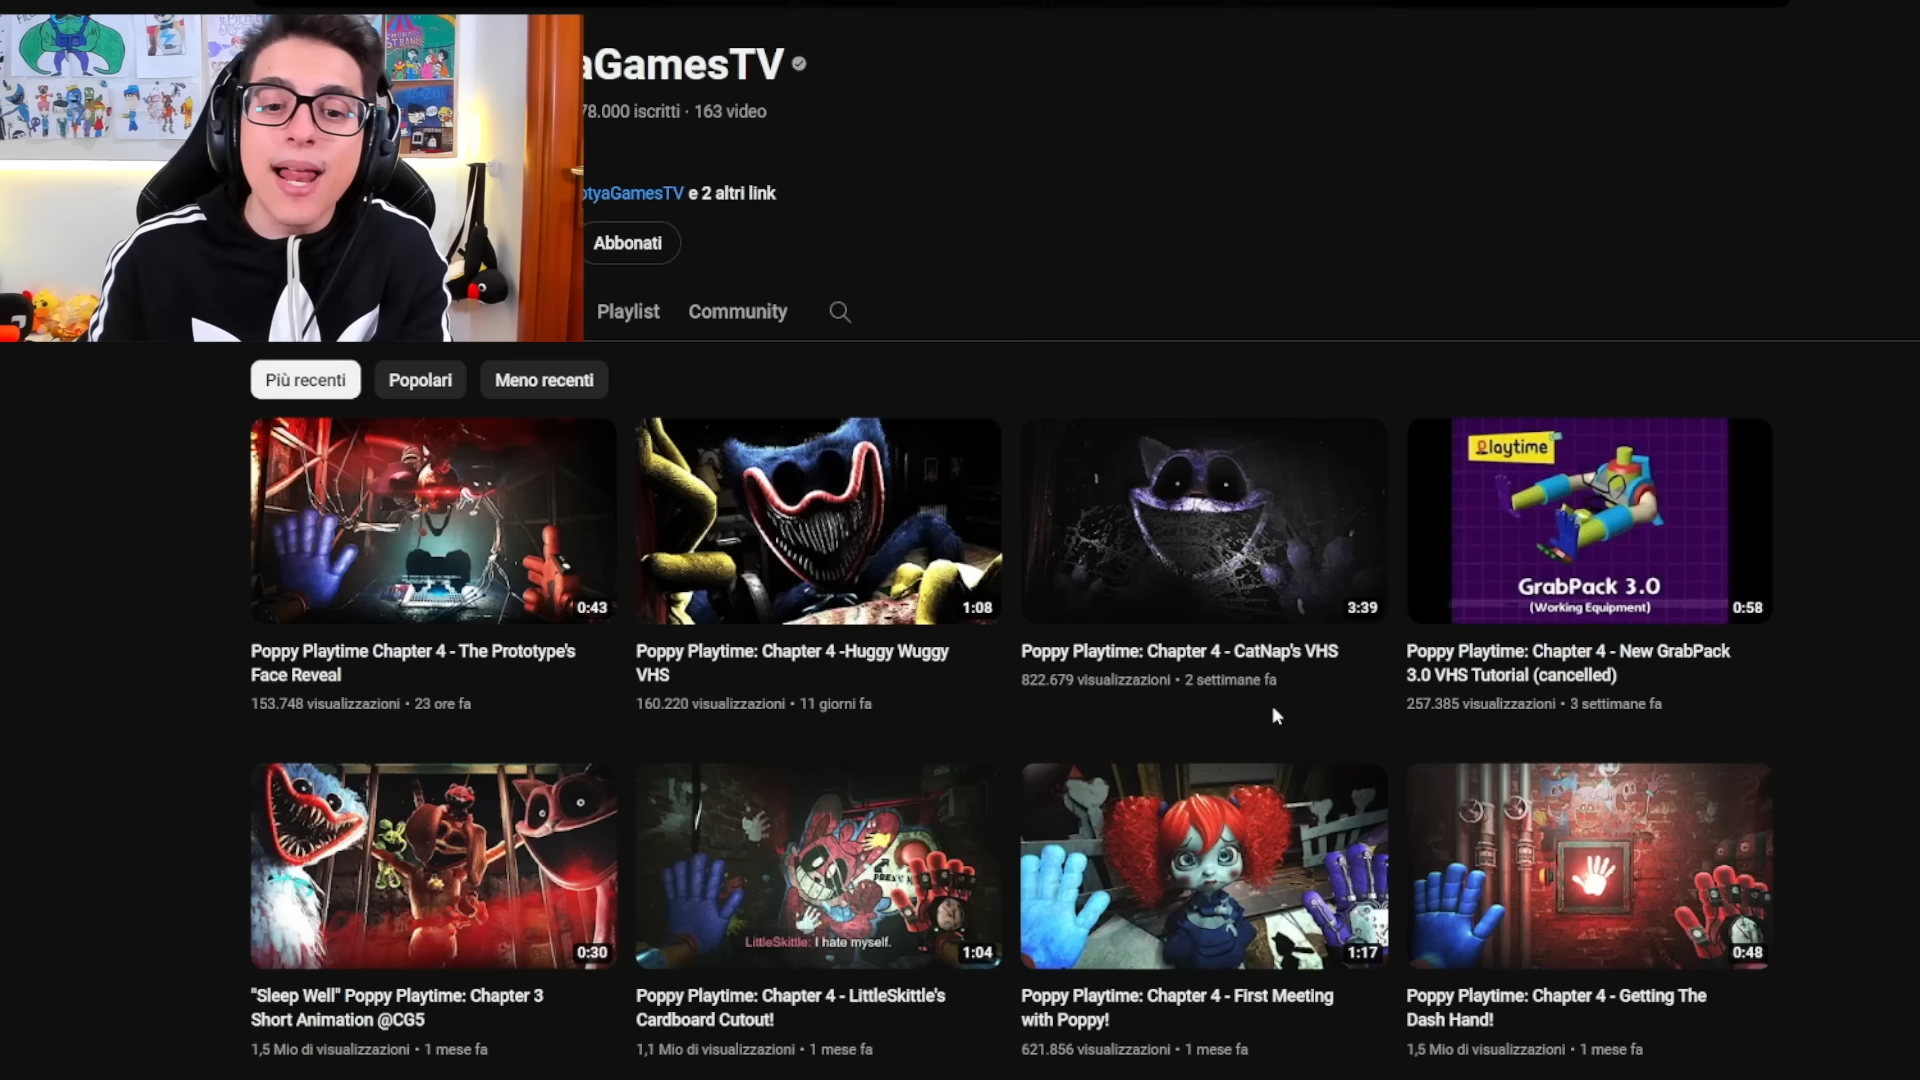 aGamesTV
78.000 iscritti · 163 video
otyaGamesTV e 2 altri link
Abbonati
Playlist Community
Più recenti Popolari Meno recenti
Playtime
GrabPack 3.0
(Working Equipment)
0:43 1:08 3:39 0:58
Poppy Playtime Chapter 4 - The Prototype's
Face Reveal
153.748 visualizzazioni • 23 ore fa
Poppy Playtime: Chapter 4 -Huggy Wuggy
VHS
160.220 visualizzazioni • 11 giorni fa
Poppy Playtime: Chapter 4 - CatNap's VHS
822.679 visualizzazioni • 2 settimane fa
Poppy Playtime: Chapter 4 - New GrabPack
3.0 VHS Tutorial (cancelled)
257.385 visualizzazioni • 3 settimane fa
LittleSkittle: I hate myself.
0:30 1:04 1:17 0:48
"Sleep Well" Poppy Playtime: Chapter 3
Short Animation @CG5
1,5 Mio di visualizzazioni • 1 mese fa
Poppy Playtime: Chapter 4 - LittleSkittle's
Cardboard Cutout!
1,1 Mio di visualizzazioni • 1 mese fa
Poppy Playtime: Chapter 4 - First Meeting
with Poppy!
621.856 visualizzazioni • 1 mese fa
Poppy Playtime: Chapter 4 - Getting The
Dash Hand!
1,5 Mio di visualizzazioni • 1 mese fa